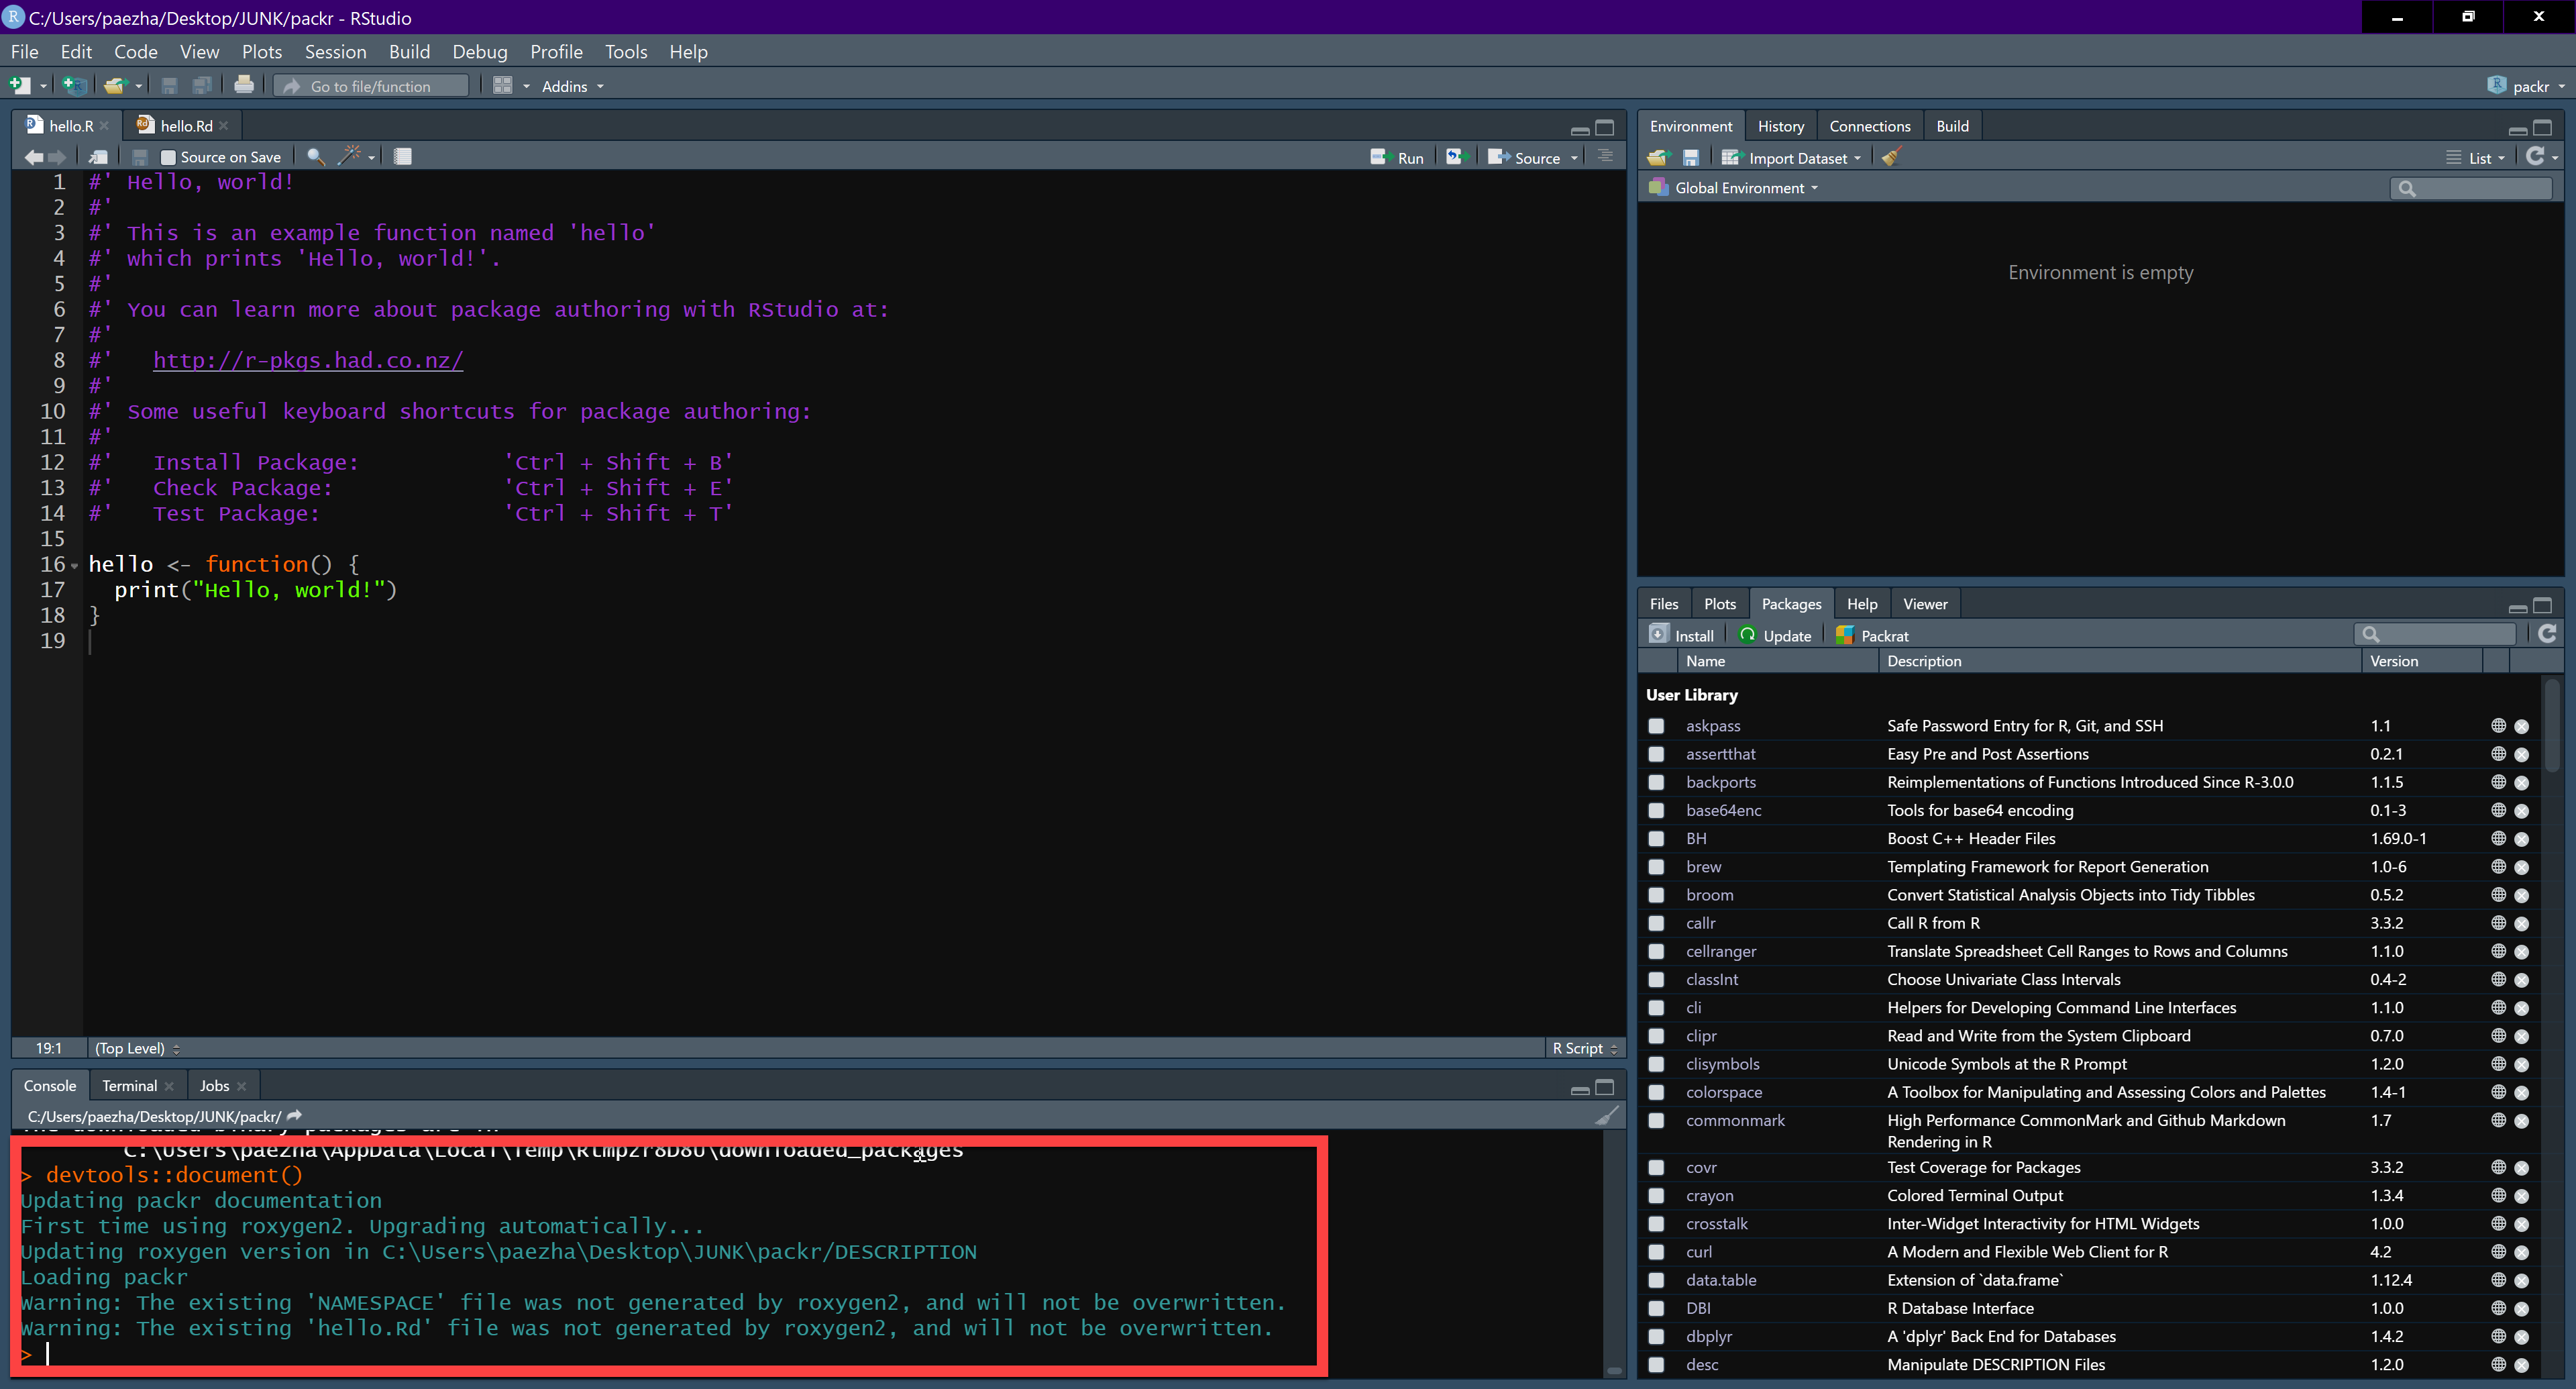 C:/Users/paezha/Desktop/JUNK/packr - RStudio
File Edit Code View Plots Session Build Debug Profile Tools Help
Go to file/function Addins packr
hello.R hello.Rd
Source on Save Run Source
1 #' Hello, world!
2 #'
3 #' This is an example function named 'hello'
4 #' which prints 'Hello, world!'.
5 #'
6 #' You can learn more about package authoring with RStudio at:
7 #'
8 #'   http://r-pkgs.had.co.nz/
9 #'
10 #' Some useful keyboard shortcuts for package authoring:
11 #'
12 #'   Install Package:           'Ctrl + Shift + B'
13 #'   Check Package:             'Ctrl + Shift + E'
14 #'   Test Package:              'Ctrl + Shift + T'
15
16 hello <- function() {
17   print("Hello, world!")
18 }
19
19:1 (Top Level) R Script
Console Terminal Jobs
C:/Users/paezha/Desktop/JUNK/packr/
The downloaded binary packages are in
> devtools::document()
Updating packr documentation
First time using roxygen2. Upgrading automatically...
Updating roxygen version in C:\Users\paezha\Desktop\JUNK\packr/DESCRIPTION
Loading packr
Warning: The existing 'NAMESPACE' file was not generated by roxygen2, and will not be overwritten.
Warning: The existing 'hello.Rd' file was not generated by roxygen2, and will not be overwritten.
>
Environment History Connections Build
Import Dataset List
Global Environment
Environment is empty
Files Plots Packages Help Viewer
Install Update Packrat
Name Description Version
User Library
askpass Safe Password Entry for R, Git, and SSH 1.1
assertthat Easy Pre and Post Assertions 0.2.1
backports Reimplementations of Functions Introduced Since R-3.0.0 1.1.5
base64enc Tools for base64 encoding 0.1-3
BH Boost C++ Header Files 1.69.0-1
brew Templating Framework for Report Generation 1.0-6
broom Convert Statistical Analysis Objects into Tidy Tibbles 0.5.2
callr Call R from R 3.3.2
cellranger Translate Spreadsheet Cell Ranges to Rows and Columns 1.1.0
classInt Choose Univariate Class Intervals 0.4-2
cli Helpers for Developing Command Line Interfaces 1.1.0
clipr Read and Write from the System Clipboard 0.7.0
clisymbols Unicode Symbols at the R Prompt 1.2.0
colorspace A Toolbox for Manipulating and Assessing Colors and Palettes 1.4-1
commonmark High Performance CommonMark and Github Markdown 1.7
Rendering in R
covr Test Coverage for Packages 3.3.2
crayon Colored Terminal Output 1.3.4
crosstalk Inter-Widget Interactivity for HTML Widgets 1.0.0
curl A Modern and Flexible Web Client for R 4.2
data.table Extension of `data.frame` 1.12.4
DBI R Database Interface 1.0.0
dbplyr A 'dplyr' Back End for Databases 1.4.2
desc Manipulate DESCRIPTION Files 1.2.0